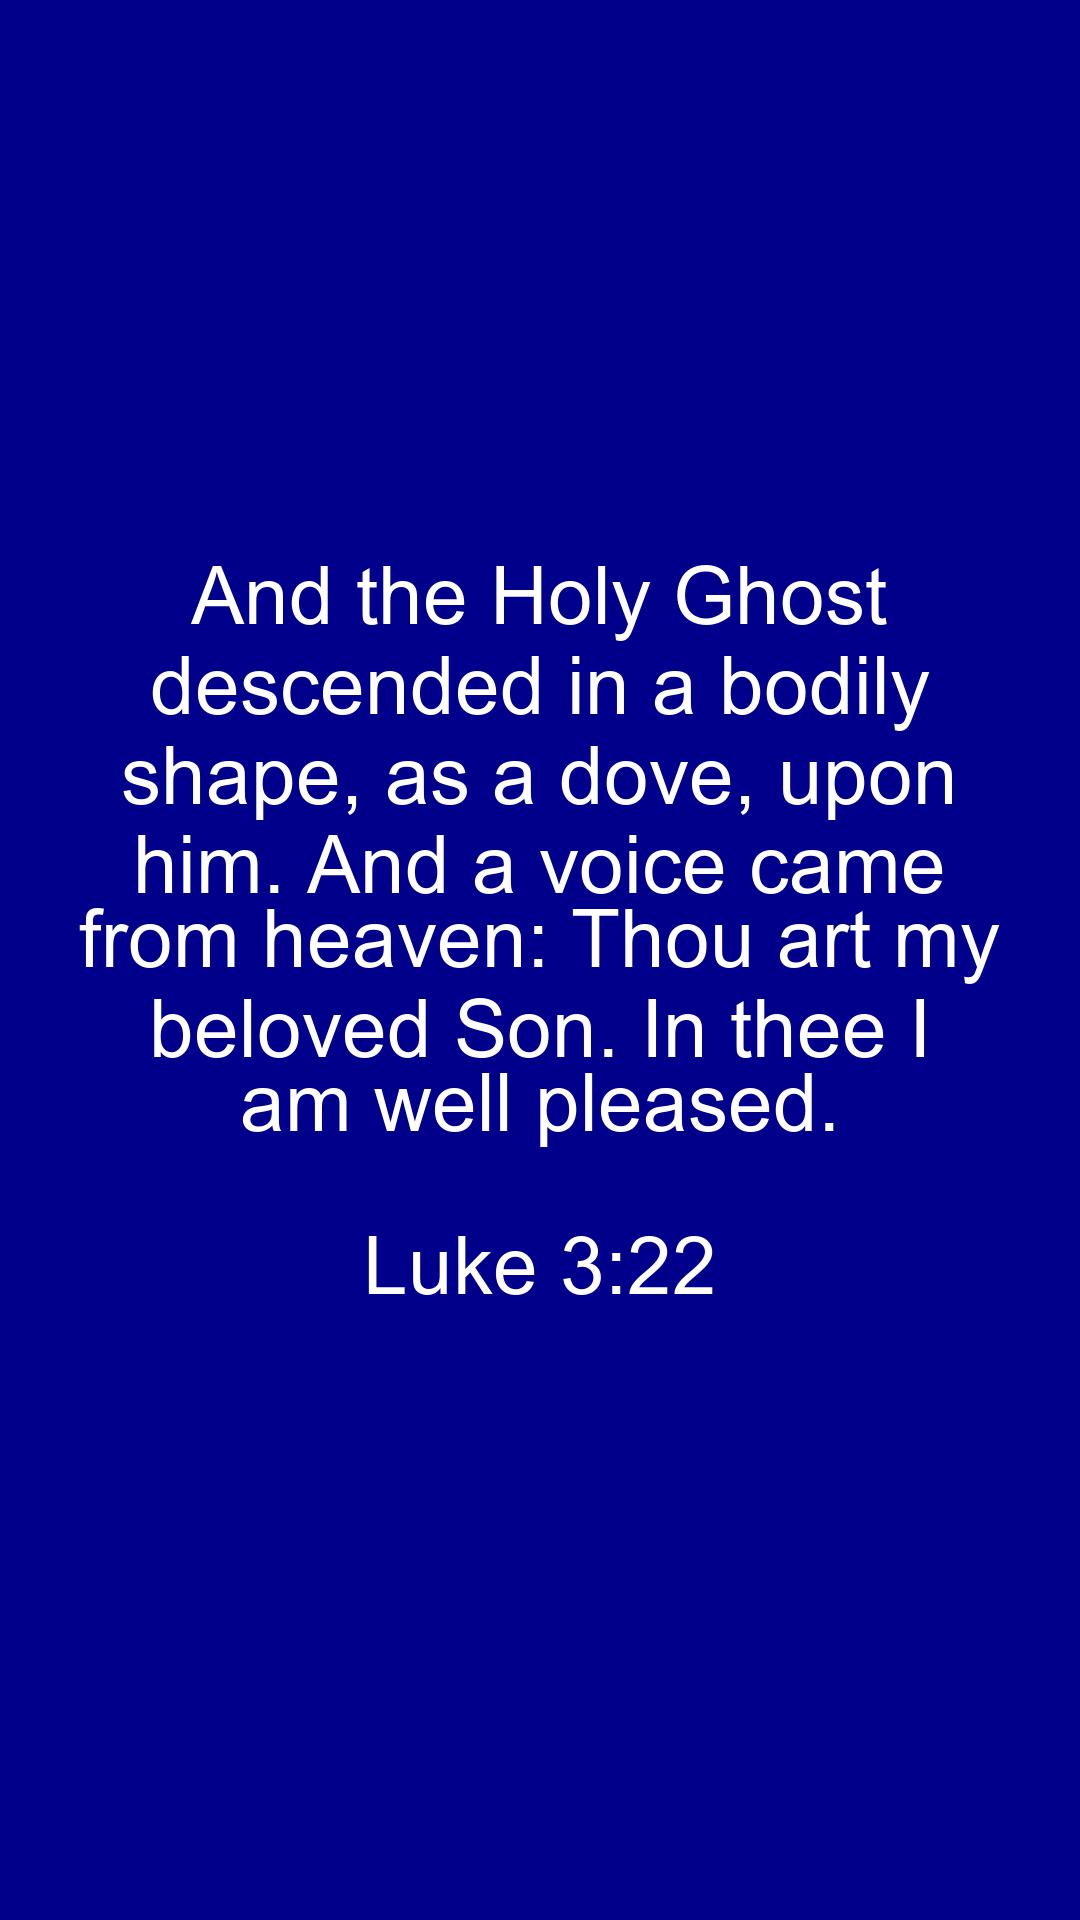 And the Holy Ghost
descended in a bodily
shape, as a dove, upon
him. And a voice came
from heaven: Thou art my
beloved Son. In thee I
am well pleased.
Luke 3:22